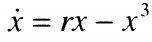 ẋ = rx − x³